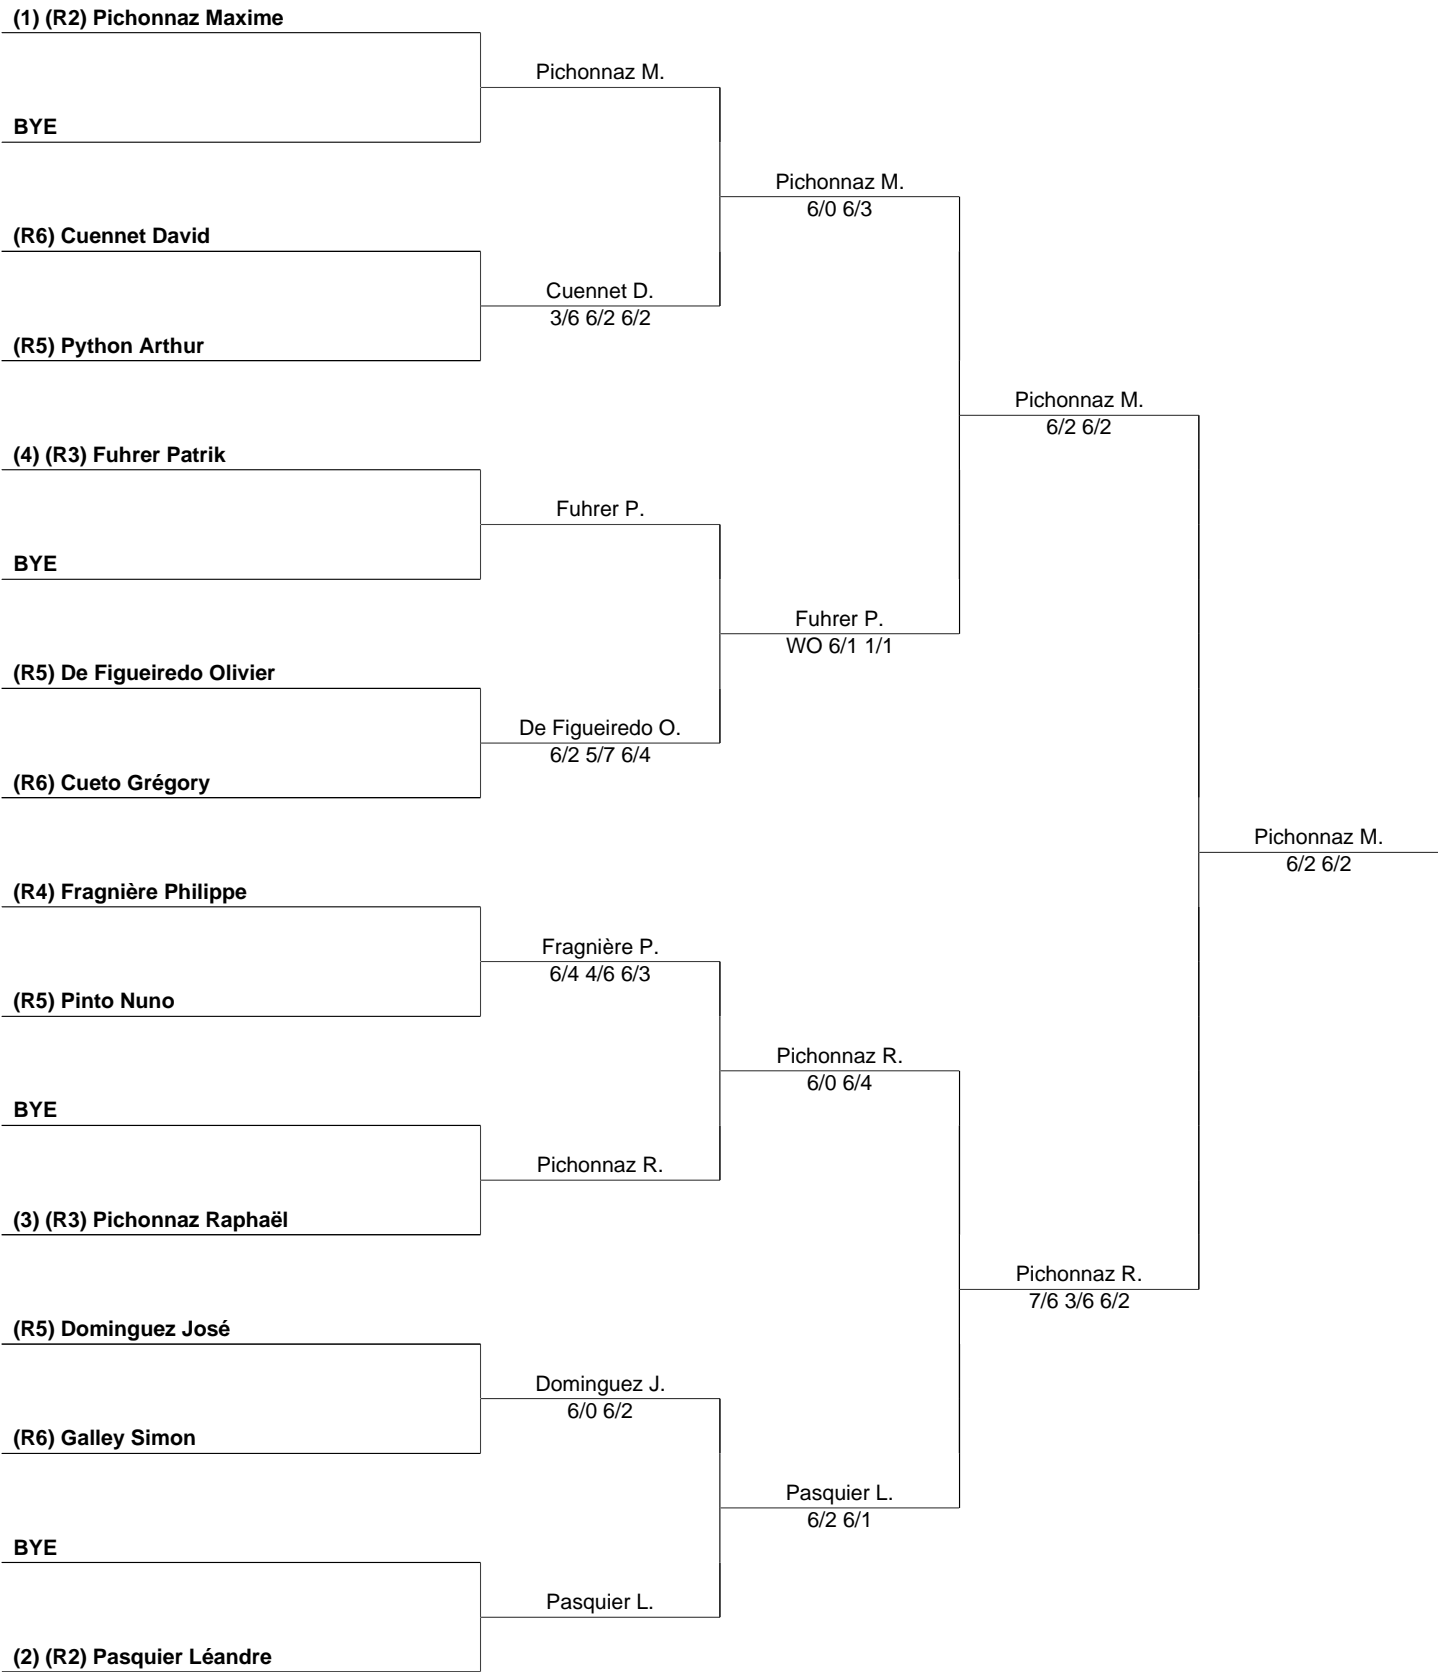 (1) (R2) Pichonnaz Maxime
Pichonnaz M.
BYE
Pichonnaz M.
6/0 6/3
(R6) Cuennet David
Cuennet D.
3/6 6/2 6/2
(R5) Python Arthur
Pichonnaz M.
6/2 6/2
(4) (R3) Fuhrer Patrik
Fuhrer P.
BYE
Fuhrer P.
WO 6/1 1/1
(R5) De Figueiredo Olivier
De Figueiredo O.
6/2 5/7 6/4
(R6) Cueto Grégory
Pichonnaz M.
6/2 6/2
(R4) Fragnière Philippe
Fragnière P.
6/4 4/6 6/3
(R5) Pinto Nuno
Pichonnaz R.
6/0 6/4
BYE
Pichonnaz R.
(3) (R3) Pichonnaz Raphaël
Pichonnaz R.
7/6 3/6 6/2
(R5) Dominguez José
Dominguez J.
6/0 6/2
(R6) Galley Simon
Pasquier L.
6/2 6/1
BYE
Pasquier L.
(2) (R2) Pasquier Léandre